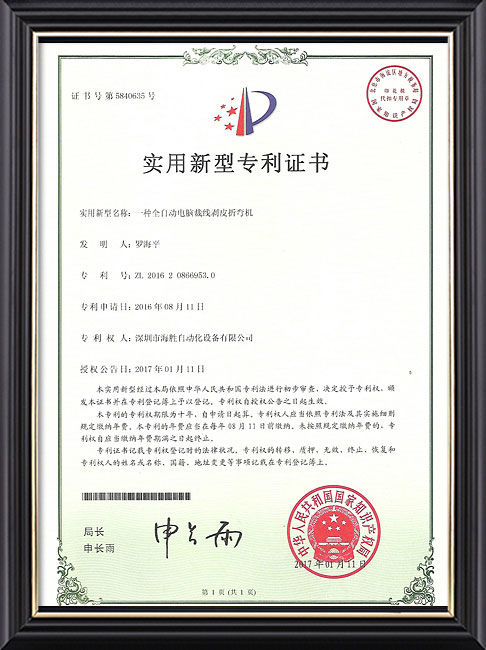 证书号第5840635号
印花税
代扣专用章
国家知识产权局
实用新型专利证书
实用新型名称：一种全自动电脑裁线剥皮折弯机
发明人：罗海平
专利号：ZL 2016 2 0866953.0
专利申请日：2016年08月11日
专利权人：深圳市海胜自动化设备有限公司
授权公告日：2017年01月11日
本实用新型经过本局依照中华人民共和国专利法进行初步审查，决定授予专利权，颁
发本证书并在专利登记簿上予以登记。专利权自授权公告之日起生效。
本专利的专利权期限为十年，自申请日起算。专利权人应当依照专利法及其实施细则
规定缴纳年费。本专利的年费应当在每年08月11日前缴纳。未按照规定缴纳年费的，专
利权自应当缴纳年费期满之日起终止。
专利证书记载专利权登记时的法律状况。专利权的转移、质押、无效、终止、恢复和
专利权人的姓名或名称、国籍、地址变更等事项记载在专利登记簿上。
局长
申长雨
申长雨
中华人民共和国国家知识产权局
2017年01月11日
第1页（共1页）